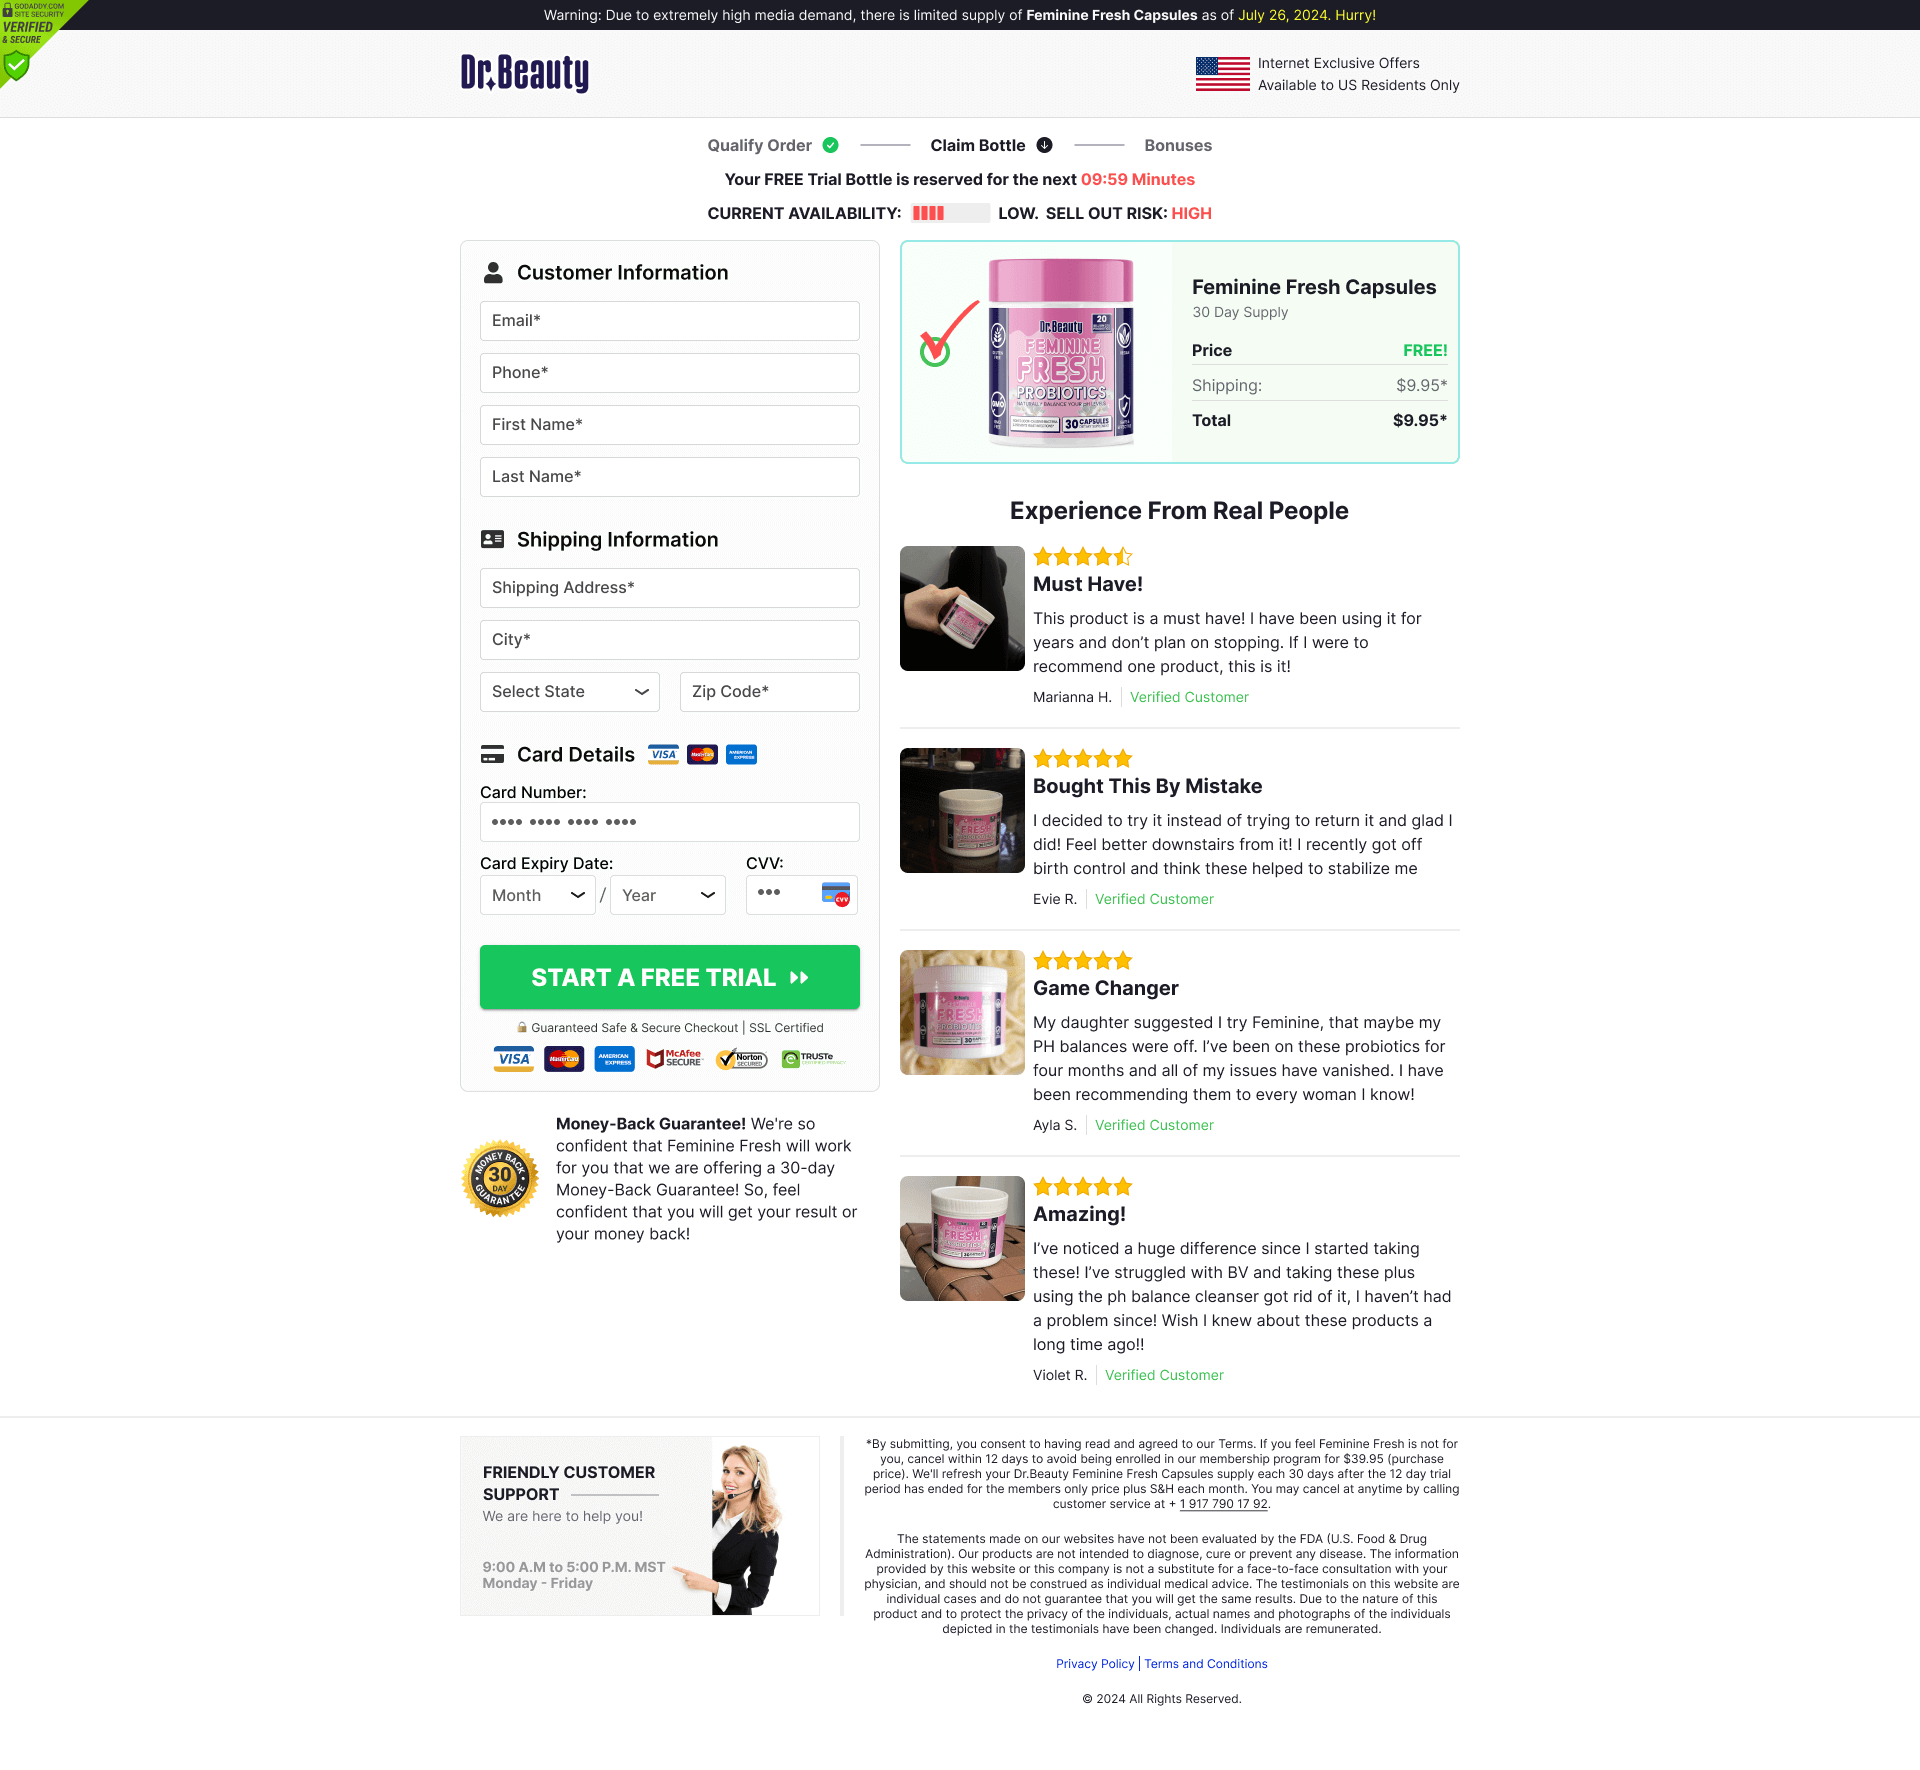 GODADDY.COM
SITE SECURITY
VERIFIED
& SECURE
Warning: Due to extremely high media demand, there is limited supply of Feminine Fresh Capsules as of July 26, 2024. Hurry!
Dr.Beauty
Internet Exclusive Offers
Available to US Residents Only
Qualify Order
Claim Bottle
Bonuses
Your FREE Trial Bottle is reserved for the next 09:59 Minutes
CURRENT AVAILABILITY: LOW. SELL OUT RISK: HIGH
Customer Information
Email*
Phone*
First Name*
Last Name*
Shipping Information
Shipping Address*
City*
Select State
Zip Code*
Card Details
VISA
MasterCard
AMERICAN EXPRESS
Card Number:
•••• •••• •••• ••••
Card Expiry Date:
CVV:
Month
/
Year
•••
CVV
START A FREE TRIAL
Guaranteed Safe & Secure Checkout | SSL Certified
VISA
MasterCard
AMERICAN EXPRESS
McAfee
SECURE
Norton
SECURED
TRUSTe
CERTIFIED PRIVACY
MONEY BACK
30
DAY
GUARANTEE
Money-Back Guarantee! We're so
confident that Feminine Fresh will work
for you that we are offering a 30-day
Money-Back Guarantee! So, feel
confident that you will get your result or
your money back!
Dr.Beauty
20
FEMININE
FRESH
PROBIOTICS
NATURALLY BALANCE YOUR pH LEVELS
GMO
30 CAPSULES
Feminine Fresh Capsules
30 Day Supply
Price
FREE!
Shipping:
$9.95*
Total
$9.95*
Experience From Real People
Must Have!
This product is a must have! I have been using it for
years and don’t plan on stopping. If I were to
recommend one product, this is it!
Marianna H.
Verified Customer
FRESH
Bought This By Mistake
I decided to try it instead of trying to return it and glad I
did! Feel better downstairs from it! I recently got off
birth control and think these helped to stabilize me
Evie R.
Verified Customer
Dr.Beauty
FRESH
PROBIOTICS
Game Changer
My daughter suggested I try Feminine, that maybe my
PH balances were off. I’ve been on these probiotics for
four months and all of my issues have vanished. I have
been recommending them to every woman I know!
Ayla S.
Verified Customer
FRESH
Amazing!
I’ve noticed a huge difference since I started taking
these! I’ve struggled with BV and taking these plus
using the ph balance cleanser got rid of it, I haven’t had
a problem since! Wish I knew about these products a
long time ago!!
Violet R.
Verified Customer
FRIENDLY CUSTOMER
SUPPORT
We are here to help you!
9:00 A.M to 5:00 P.M. MST
Monday - Friday
*By submitting, you consent to having read and agreed to our Terms. If you feel Feminine Fresh is not for
you, cancel within 12 days to avoid being enrolled in our membership program for $39.95 (purchase
price). We'll refresh your Dr.Beauty Feminine Fresh Capsules supply each 30 days after the 12 day trial
period has ended for the members only price plus S&H each month. You may cancel at anytime by calling
customer service at + 1 917 790 17 92.
The statements made on our websites have not been evaluated by the FDA (U.S. Food & Drug
Administration). Our products are not intended to diagnose, cure or prevent any disease. The information
provided by this website or this company is not a substitute for a face-to-face consultation with your
physician, and should not be construed as individual medical advice. The testimonials on this website are
individual cases and do not guarantee that you will get the same results. Due to the nature of this
product and to protect the privacy of the individuals, actual names and photographs of the individuals
depicted in the testimonials have been changed. Individuals are remunerated.
Privacy Policy | Terms and Conditions
© 2024 All Rights Reserved.